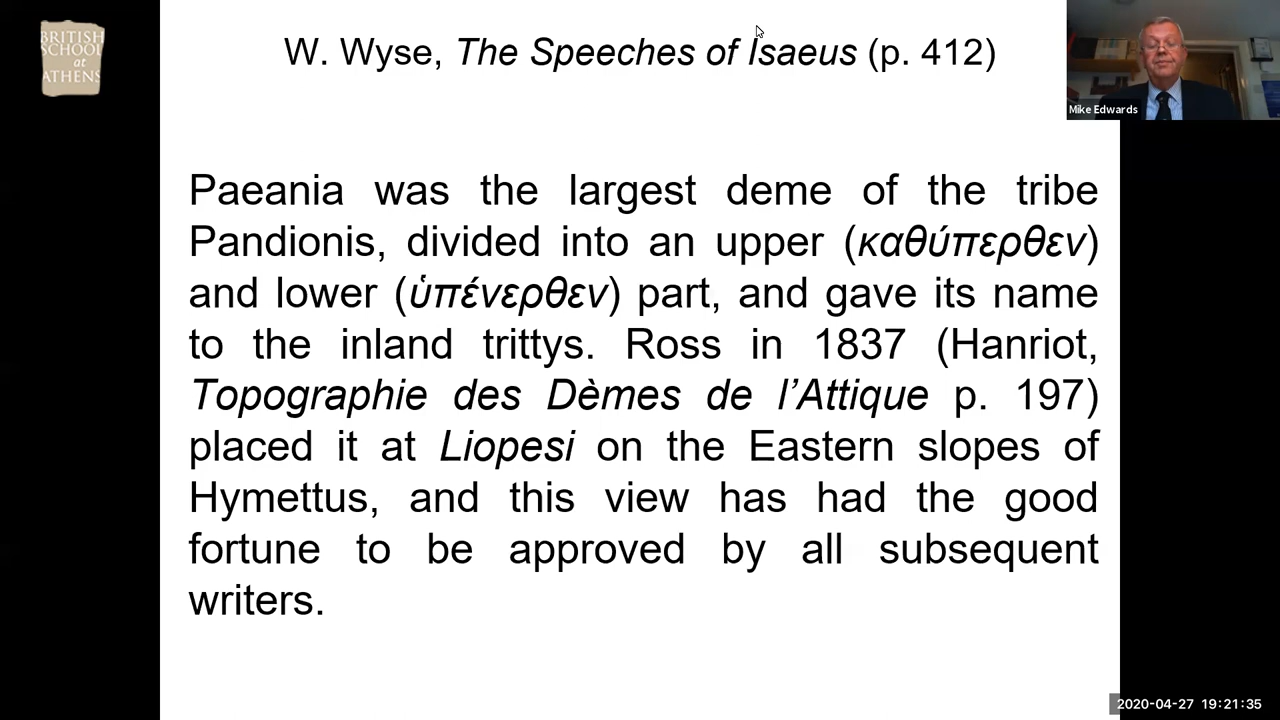 BRITISH
SCHOOL
at
ATHENS
W. Wyse, The Speeches of Isaeus (p. 412)
Mike Edwards
Paeania was the largest deme of the tribe
Pandionis, divided into an upper (καθύπερθεν)
and lower (ὑπένερθεν) part, and gave its name
to the inland trittys. Ross in 1837 (Hanriot,
Topographie des Dèmes de l’Attique p. 197)
placed it at Liopesi on the Eastern slopes of
Hymettus, and this view has had the good
fortune to be approved by all subsequent
writers.
2020-04-27 19:21:35